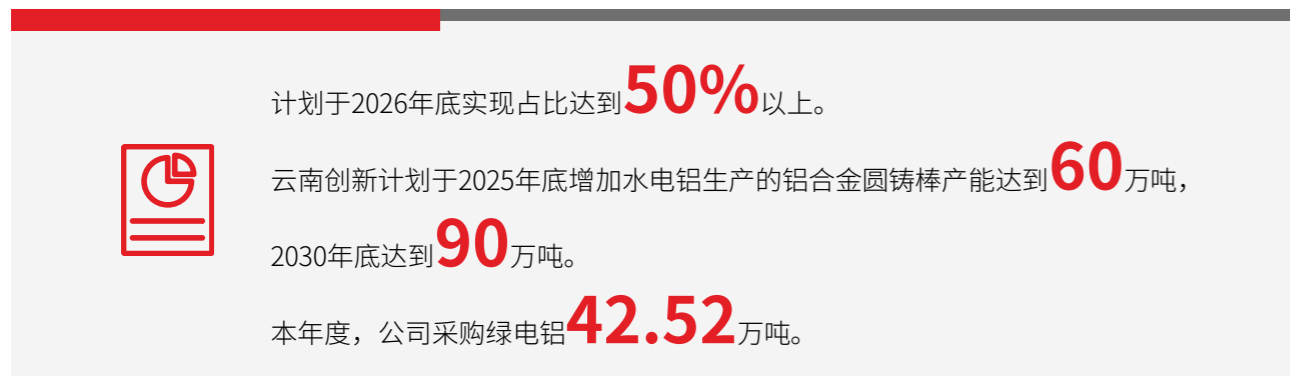 计划于2026年底实现占比达到50%以上。
云南创新计划于2025年底增加水电铝生产的铝合金圆铸棒产能达到60万吨，
2030年底达到90万吨。
本年度，公司采购绿电铝42.52万吨。